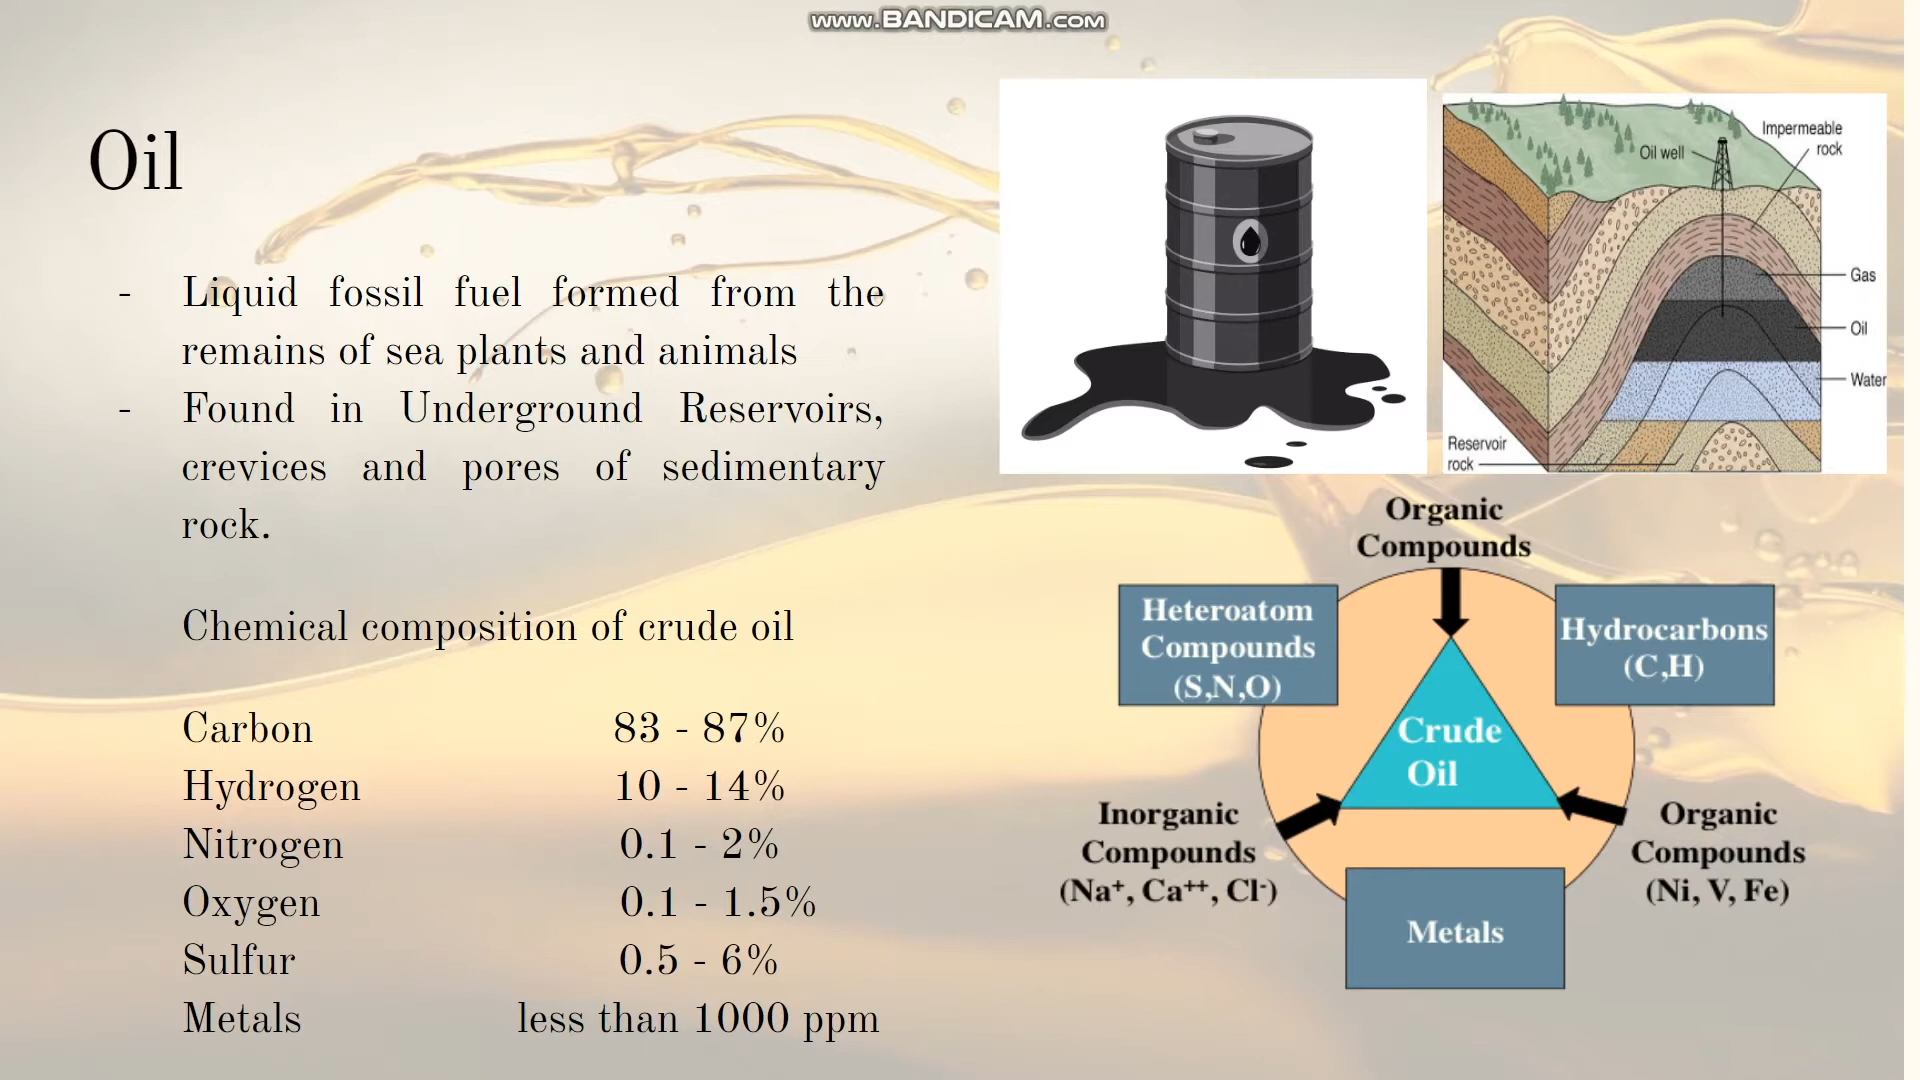 www.BANDICAM.com
Oil
- Liquid fossil fuel formed from the
remains of sea plants and animals
- Found in Underground Reservoirs,
crevices and pores of sedimentary
rock.
Chemical composition of crude oil
Carbon 83 - 87%
Hydrogen 10 - 14%
Nitrogen 0.1 - 2%
Oxygen 0.1 - 1.5%
Sulfur 0.5 - 6%
Metals less than 1000 ppm
Impermeable
rock
Oil well
Gas
Oil
Water
Reservoir
rock
Organic
Compounds
Heteroatom
Compounds
(S,N,O)
Hydrocarbons
(C,H)
Crude
Oil
Inorganic
Compounds
(Na⁺, Ca⁺⁺, Cl⁻)
Organic
Compounds
(Ni, V, Fe)
Metals